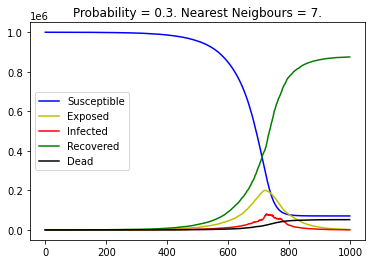 Probability = 0.3. Nearest Neigbours = 7.
1e6
1.0
0.8
0.6
0.4
0.2
0.0
Susceptible
Exposed
Infected
Recovered
Dead
0 200 400 600 800 1000